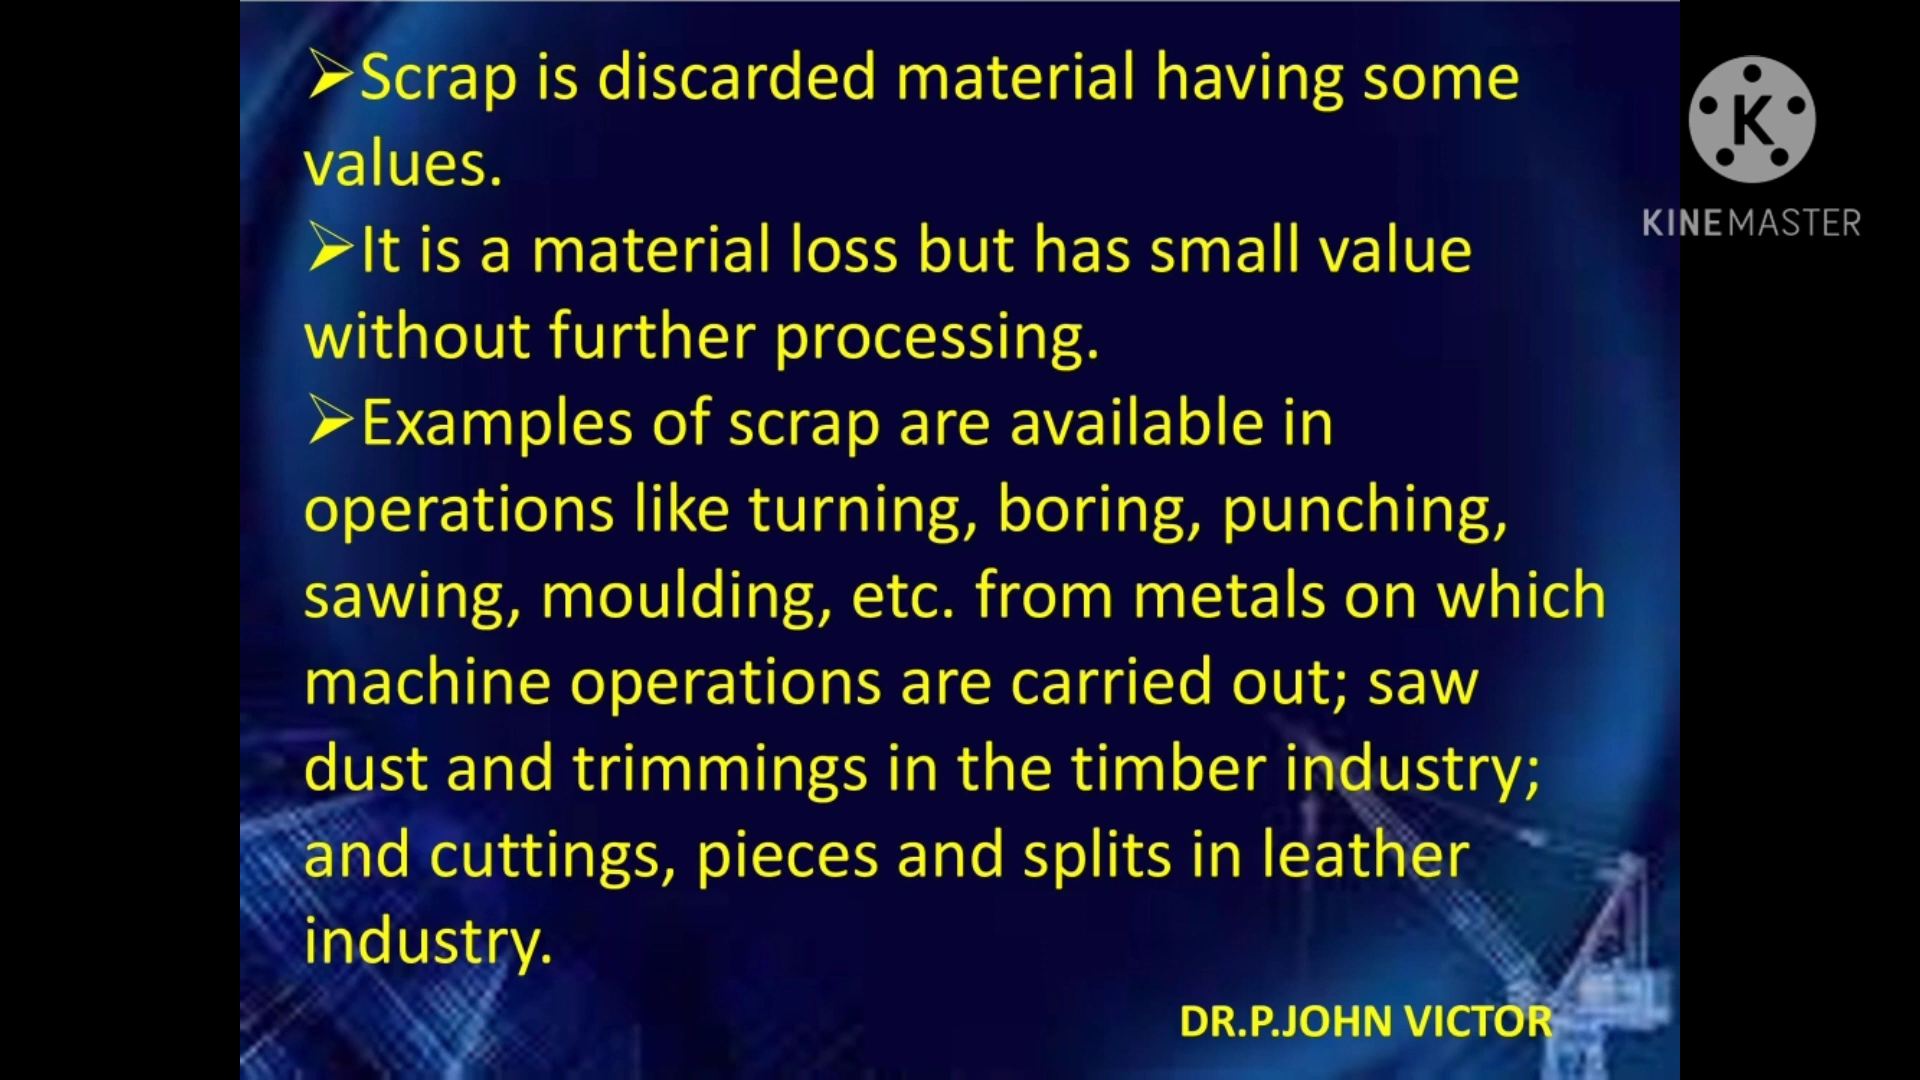 ➢Scrap is discarded material having some
values.
➢It is a material loss but has small value
without further processing.
➢Examples of scrap are available in
operations like turning, boring, punching,
sawing, moulding, etc. from metals on which
machine operations are carried out; saw
dust and trimmings in the timber industry;
and cuttings, pieces and splits in leather
industry.
DR.P.JOHN VICTOR
K
KINEMASTER